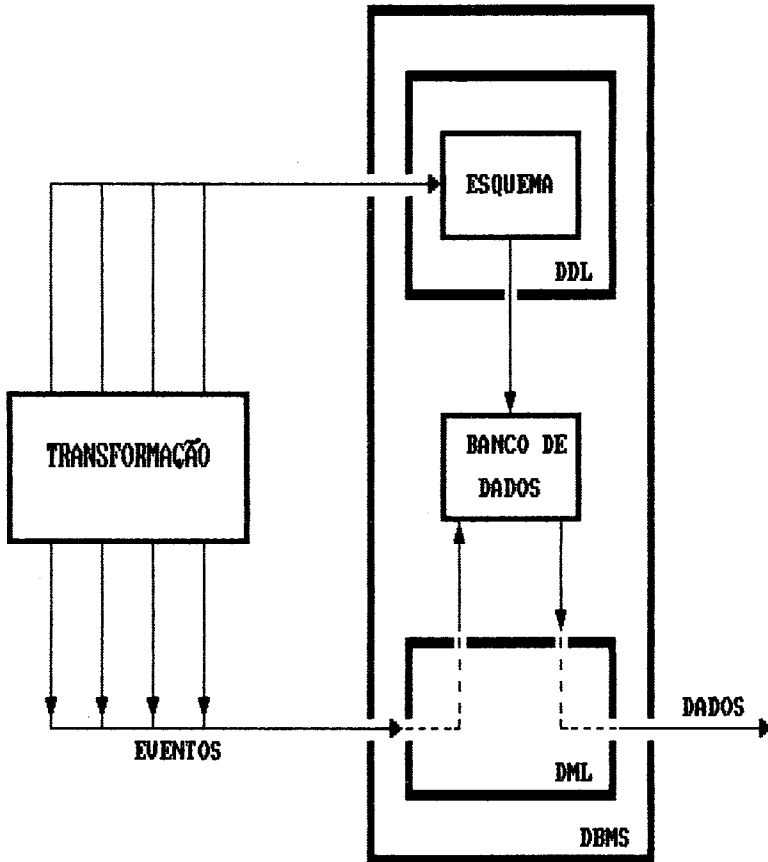 ESQUEMA
DDL
TRANSFORMAÇÃO
BANCO DE
DADOS
EVENTOS
DADOS
DML
DBMS